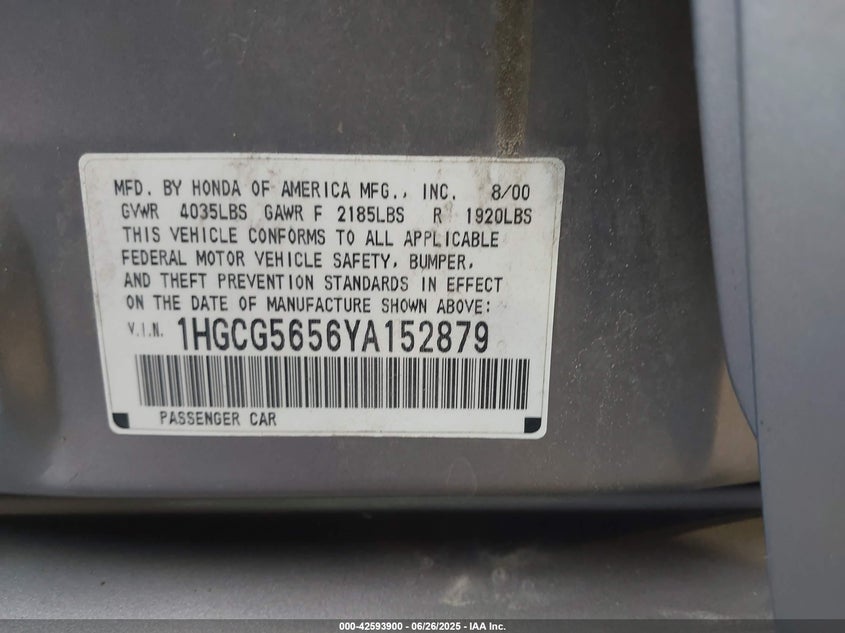 MFD. BY HONDA OF AMERICA MFG., INC. 8/00
GVWR 4035LBS GAWR F 2185LBS R 1920LBS
THIS VEHICLE CONFORMS TO ALL APPLICABLE
FEDERAL MOTOR VEHICLE SAFETY, BUMPER,
AND THEFT PREVENTION STANDARDS IN EFFECT
ON THE DATE OF MANUFACTURE SHOWN ABOVE:
V.I.N. 1HGCG5656YA152879
PASSENGER CAR
000-42593900 - 06/26/2025 - IAA Inc.